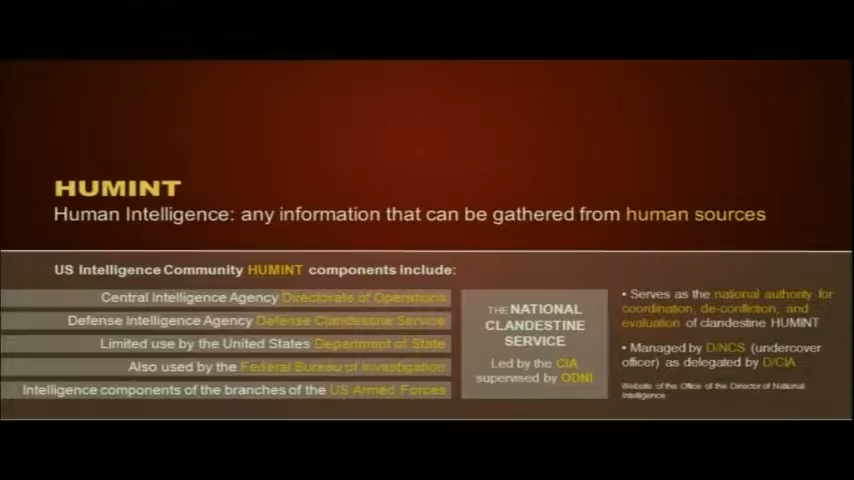 HUMINT
Human Intelligence: any information that can be gathered from human sources
US Intelligence Community HUMINT components include:
Central Intelligence Agency Directorate of Operations
Defense Intelligence Agency Defense Clandestine Service
Limited use by the United States Department of State
Also used by the Federal Bureau of Investigation
Intelligence components of the branches of the US Armed Forces
THE NATIONAL
CLANDESTINE
SERVICE
Led by the CIA
supervised by ODNI
• Serves as the national authority for
coordination, de-confliction, and
evaluation of clandestine HUMINT
• Managed by D/NCS (undercover
officer) as delegated by D/CIA
Website of the Office of the Director of National
Intelligence